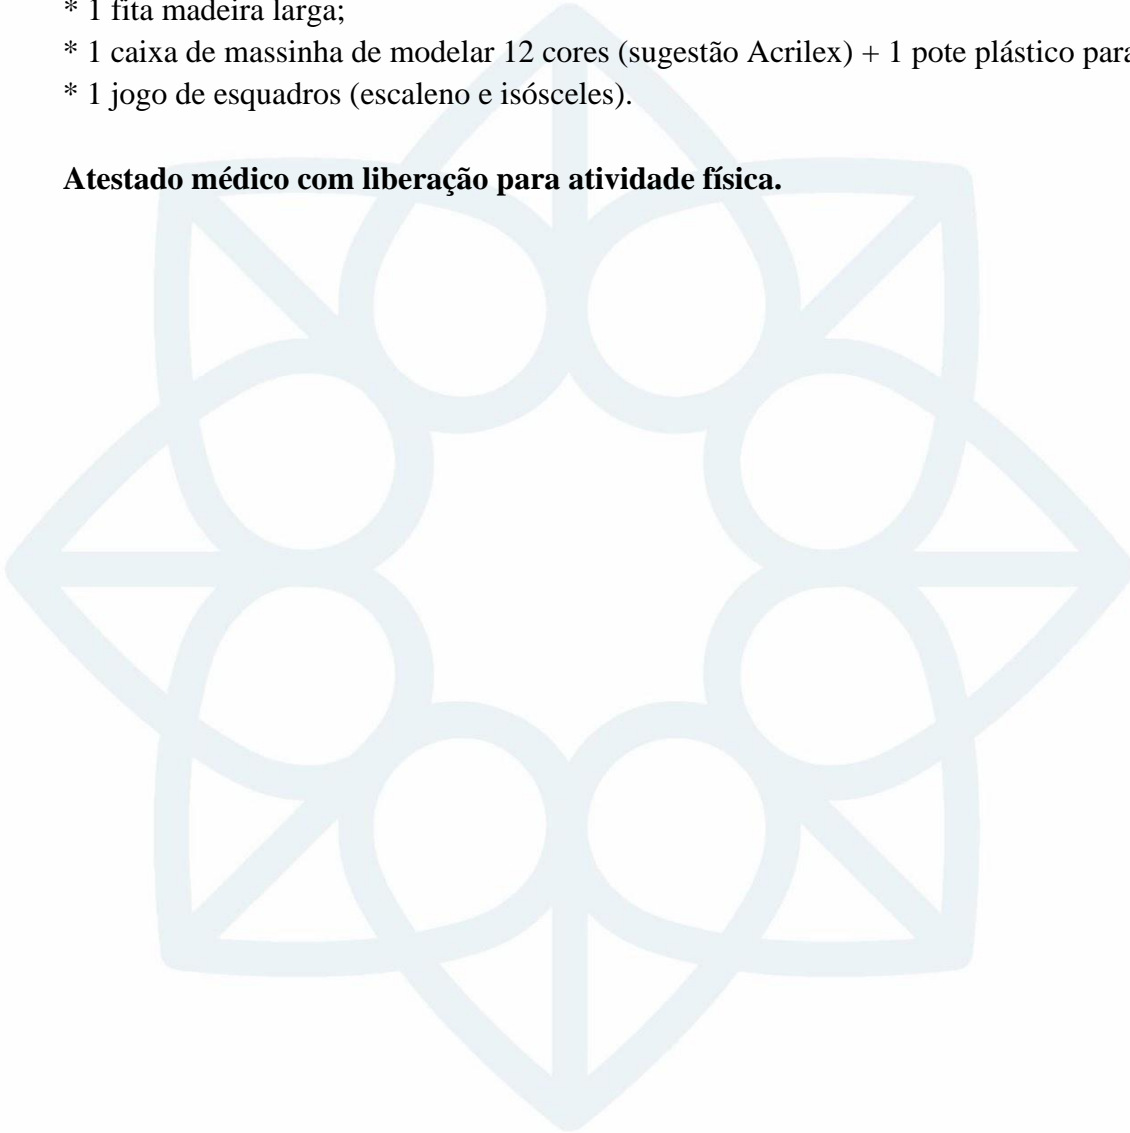 * 1 fita madeira larga;
* 1 caixa de massinha de modelar 12 cores (sugestão Acrilex) + 1 pote plástico para
* 1 jogo de esquadros (escaleno e isósceles).
Atestado médico com liberação para atividade física.